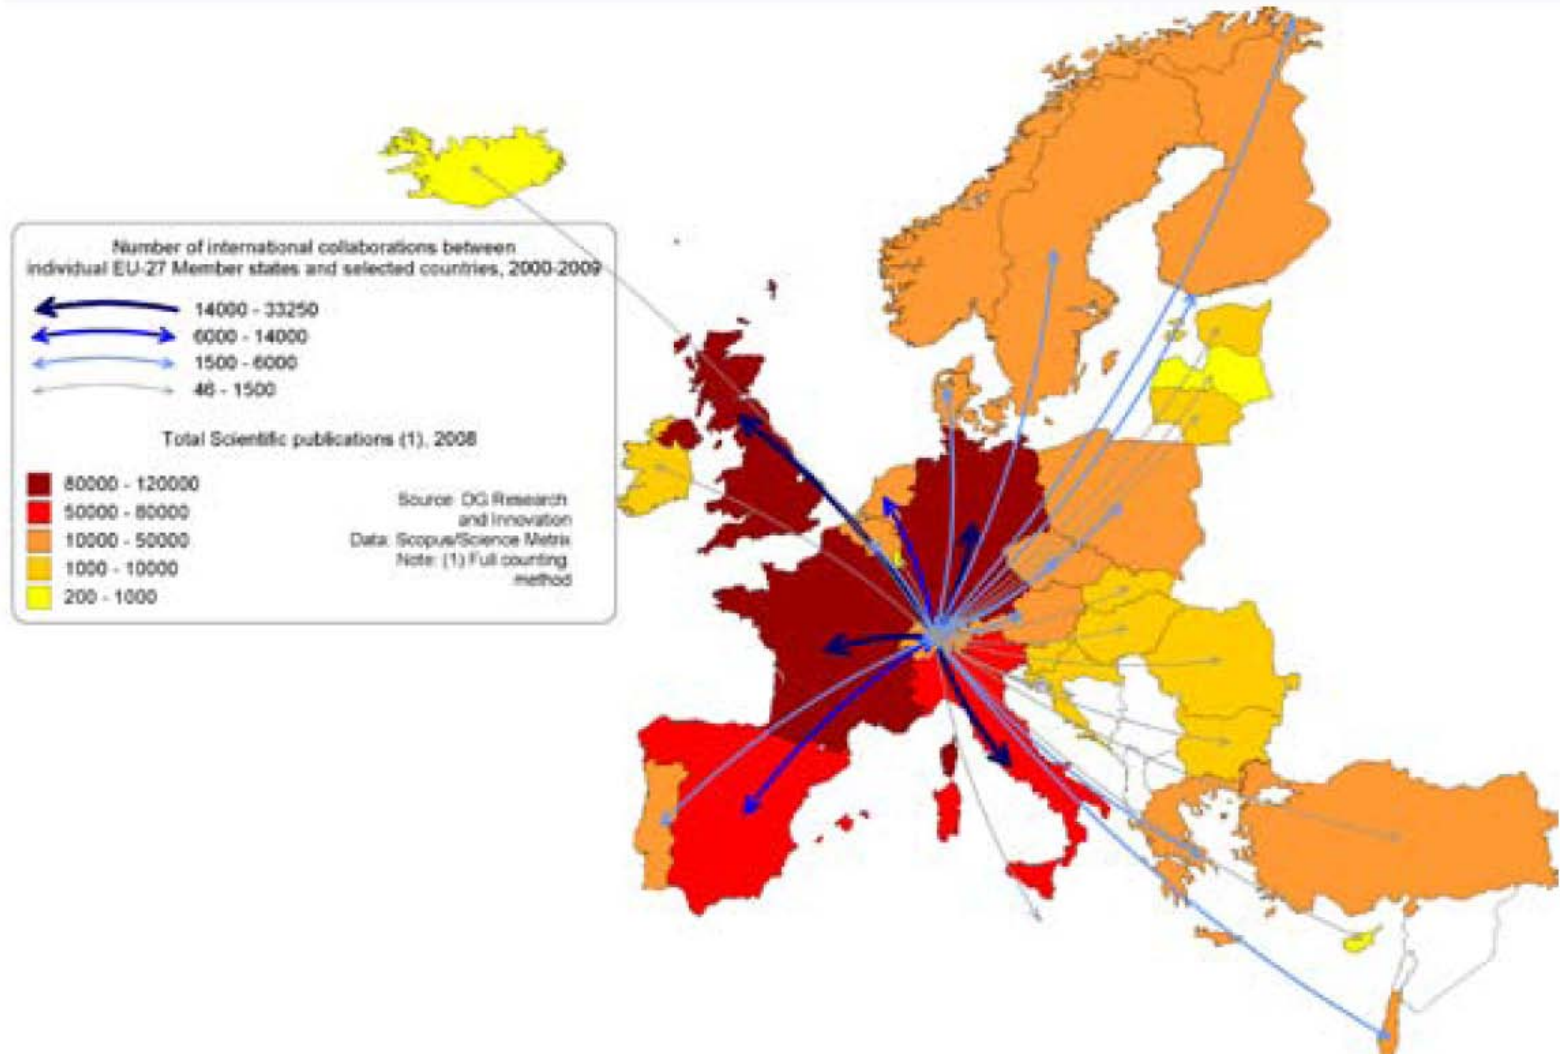 Number of international collaborations between
individual EU-27 Member states and selected countries, 2000-2009
14000 - 33250
6000 - 14000
1500 - 6000
46 - 1500
Total Scientific publications (1), 2008
80000 - 120000
50000 - 80000
10000 - 50000
1000 - 10000
200 - 1000
Source: DG Research
and Innovation
Data: Scopus/Science Metrix
Note: (1) Full counting
method